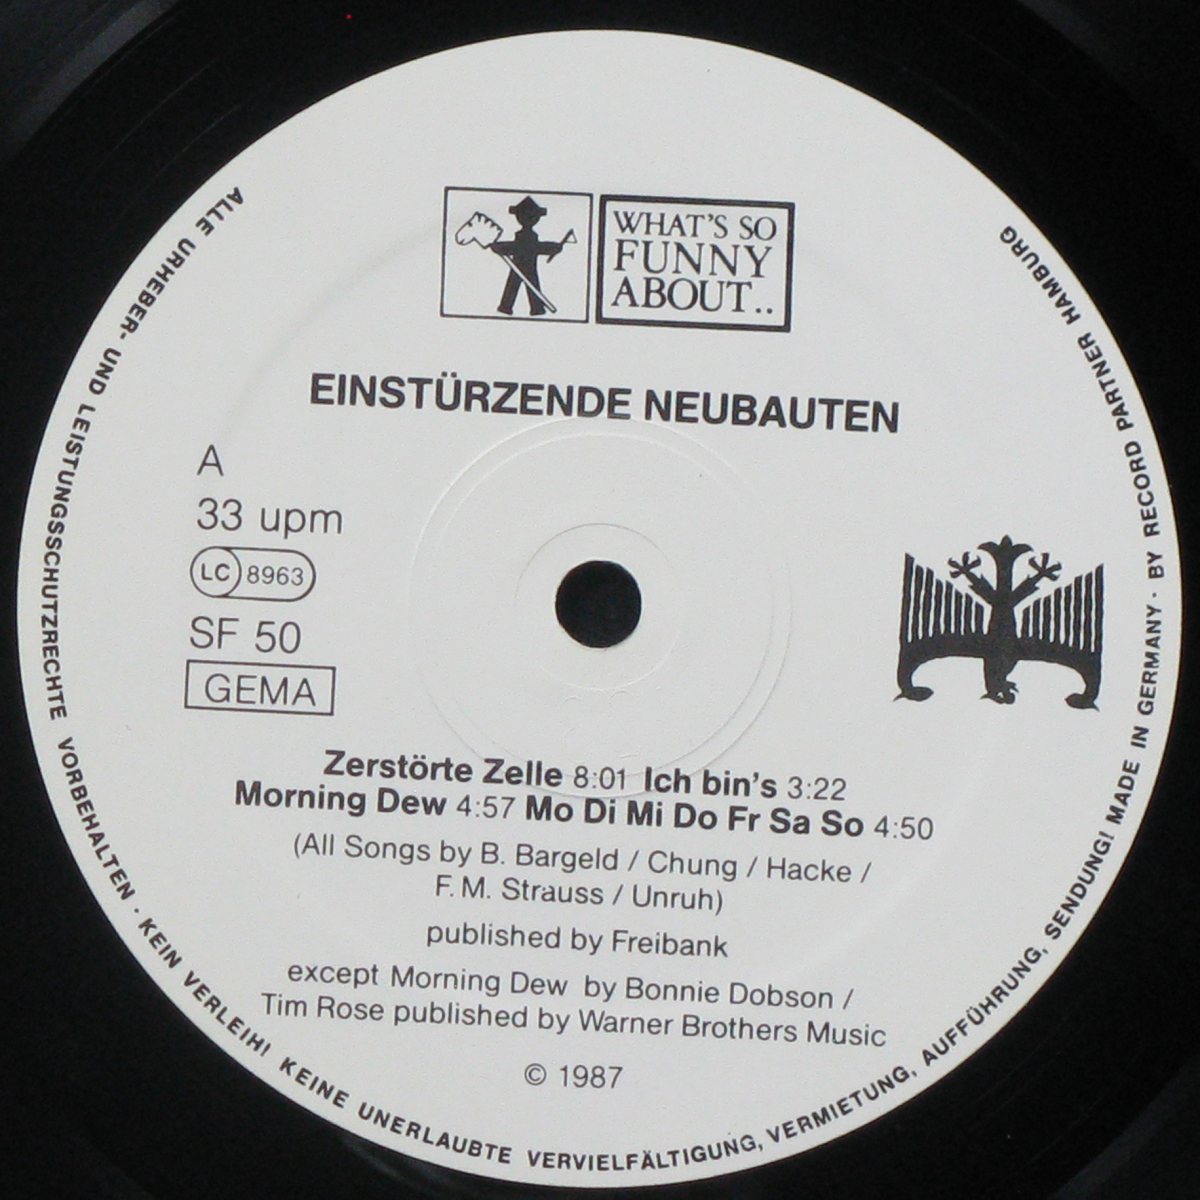 WHAT'S SO
FUNNY
ABOUT..
EINSTÜRZENDE NEUBAUTEN
A
33 upm
LC 8963
SF 50
GEMA
Zerstörte Zelle 8:01 Ich bin's 3:22
Morning Dew 4:57 Mo Di Mi Do Fr Sa So 4:50
(All Songs by B. Bargeld / Chung / Hacke /
F. M. Strauss / Unruh)
published by Freibank
except Morning Dew by Bonnie Dobson /
Tim Rose published by Warner Brothers Music
© 1987
ALLE URHEBER- UND LEISTUNGSSCHUTZRECHTE VORBEHALTEN · KEIN VERLEIH! KEINE UNERLAUBTE VERVIELFÄLTIGUNG, VERMIETUNG, AUFFÜHRUNG, SENDUNG! MADE IN GERMANY · BY RECORD PARTNER HAMBURG